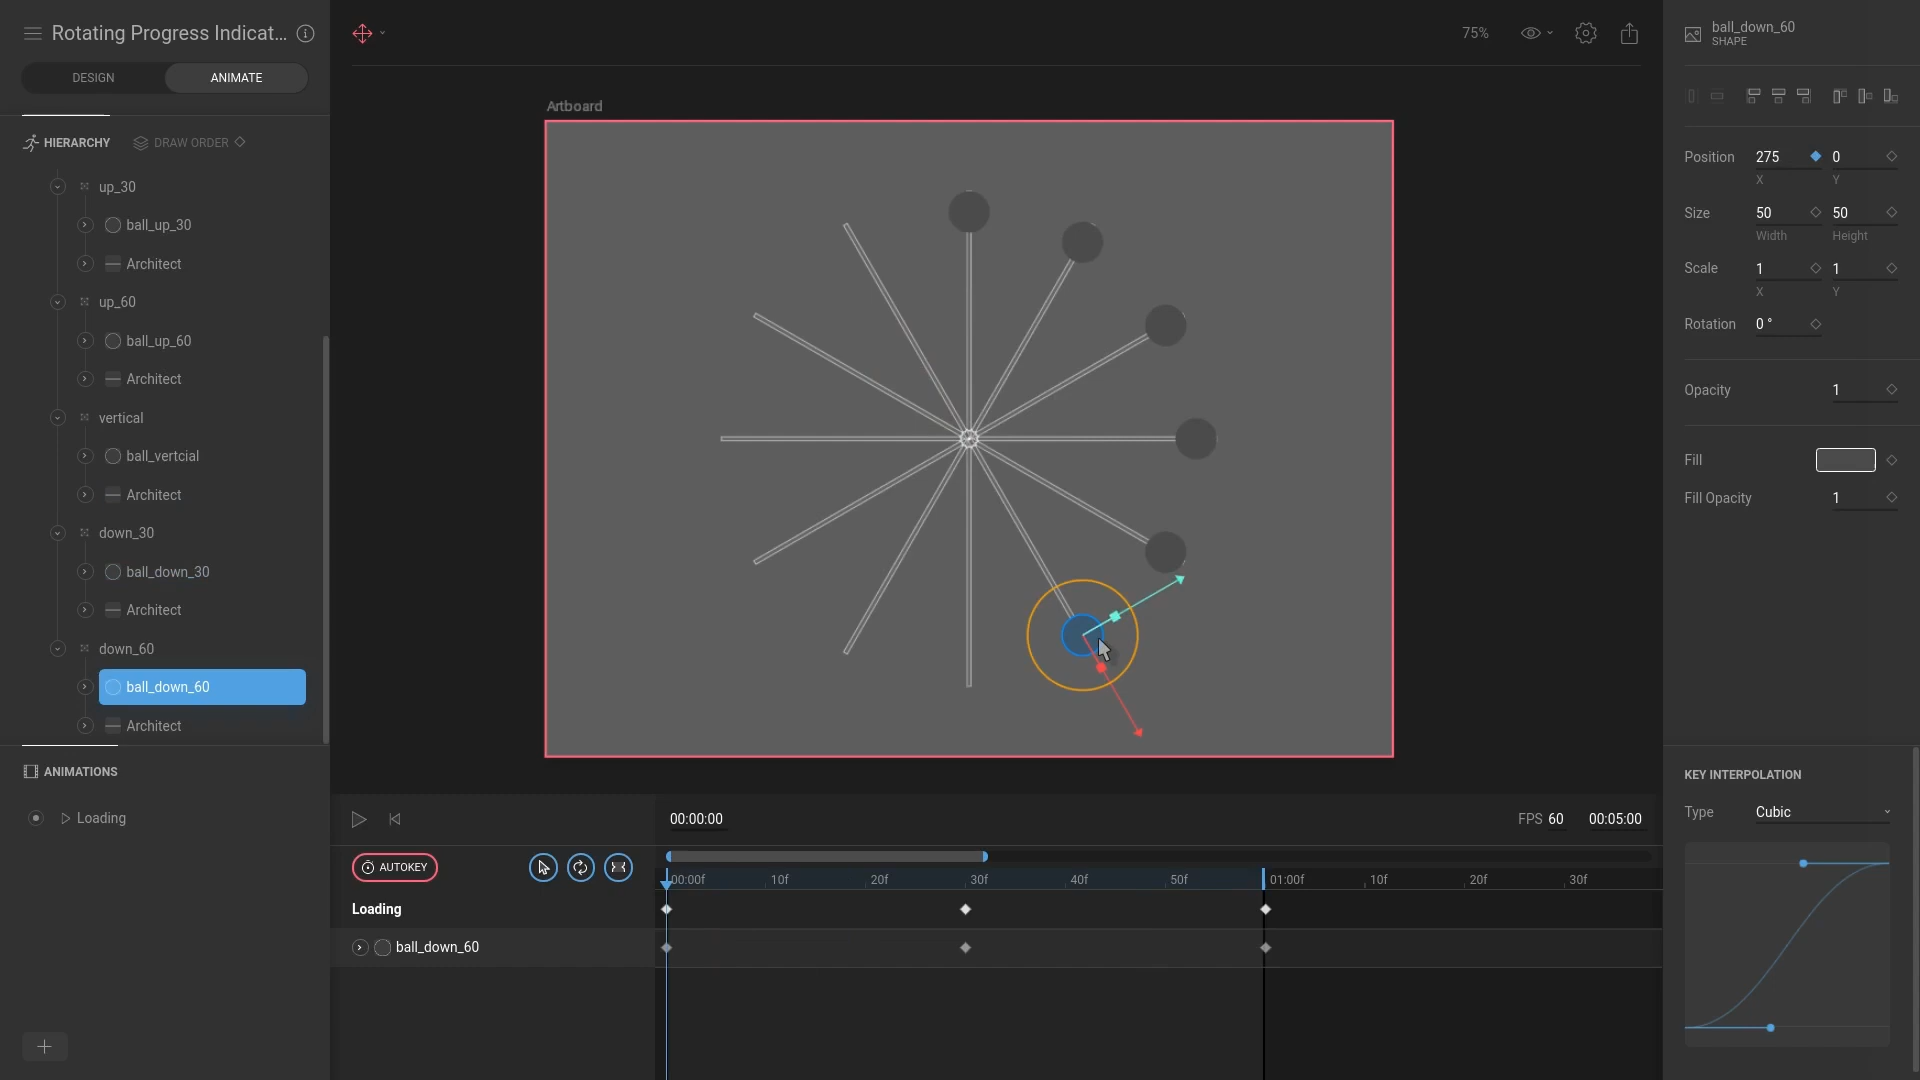 Rotating Progress Indicat...
DESIGN
ANIMATE
HIERARCHY
DRAW ORDER
up_30
ball_up_30
Architect
up_60
ball_up_60
Architect
vertical
ball_vertcial
Architect
down_30
ball_down_30
Architect
down_60
ball_down_60
Architect
ANIMATIONS
Loading
75%
Artboard
00:00:00
FPS 60
00:05:00
AUTOKEY
00:00f 10f 20f 30f 40f 50f 01:00f 10f 20f 30f
Loading
ball_down_60
ball_down_60
SHAPE
Position 275 0
X Y
Size 50 50
Width Height
Scale 1 1
X Y
Rotation 0 °
Opacity 1
Fill
Fill Opacity 1
KEY INTERPOLATION
Type Cubic